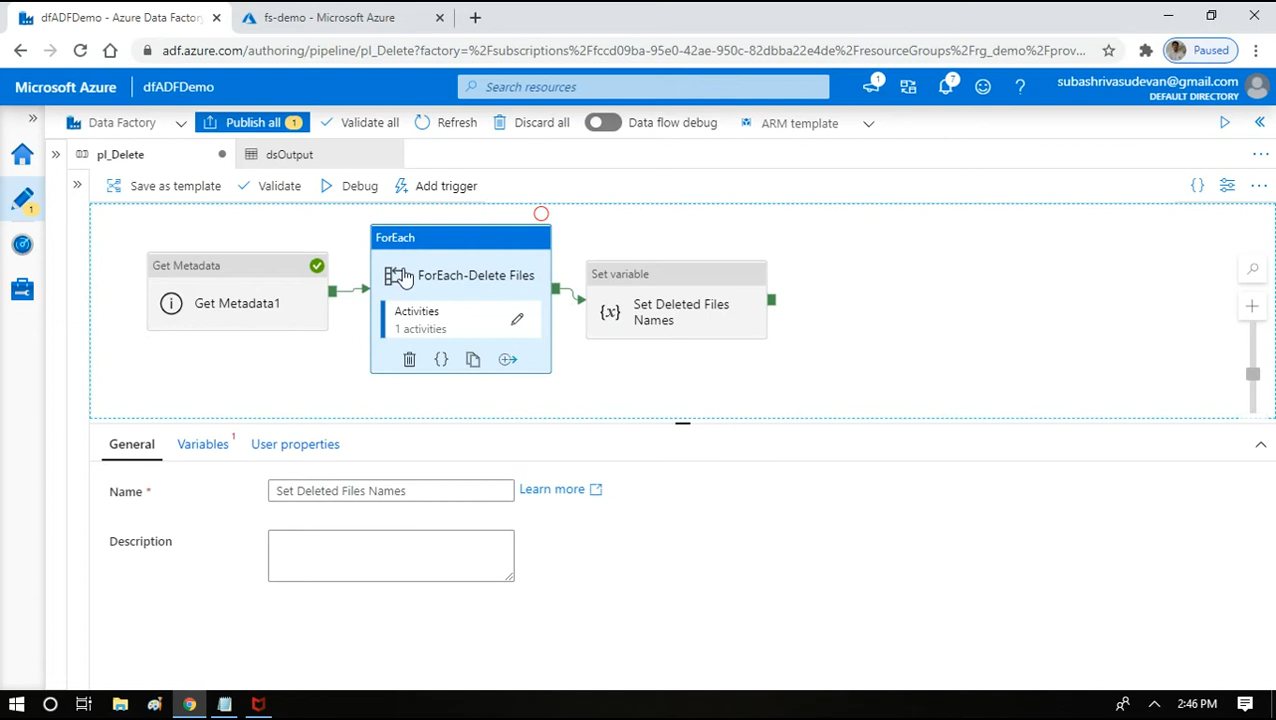 dfADFDemo - Azure Data Factory
fs-demo - Microsoft Azure
adf.azure.com/authoring/pipeline/pl_Delete?factory=%2Fsubscriptions%2Ffccd09ba-95e0-42ae-950c-82dbba22e4de%2FresourceGroups%2Frg_demo%2Fprov...
Paused
Microsoft Azure
dfADFDemo
Search resources
1
7
subashrivasudevan@gmail.com
DEFAULT DIRECTORY
Data Factory
Publish all 1
Validate all
Refresh
Discard all
Data flow debug
ARM template
pl_Delete
dsOutput
1
Save as template
Validate
Debug
Add trigger
Get Metadata
Get Metadata1
ForEach
ForEach-Delete Files
Activities
1 activities
Set variable
{x}
Set Deleted Files
Names
General
Variables 1
User properties
Name *
Set Deleted Files Names
Learn more
Description
2:46 PM